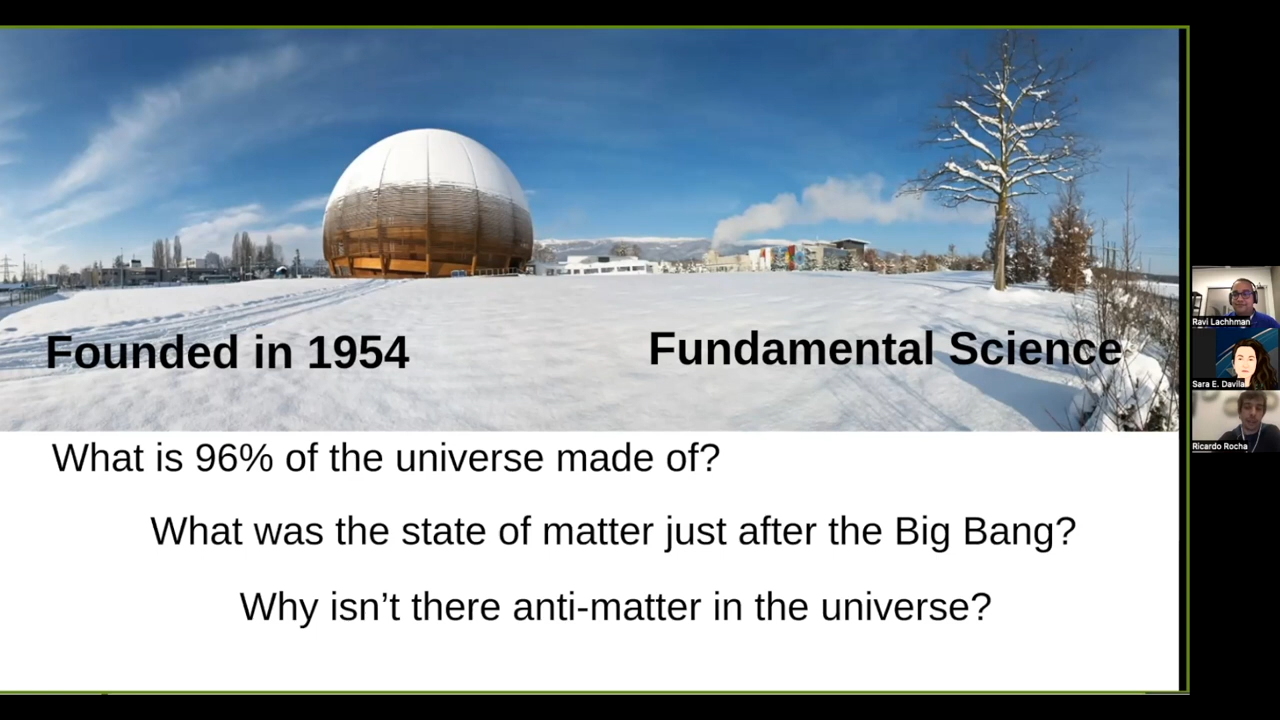 Founded in 1954
Fundamental Science
What is 96% of the universe made of?
What was the state of matter just after the Big Bang?
Why isn’t there anti-matter in the universe?
Ravi Lachhman
Sara E. Davila
Ricardo Rocha